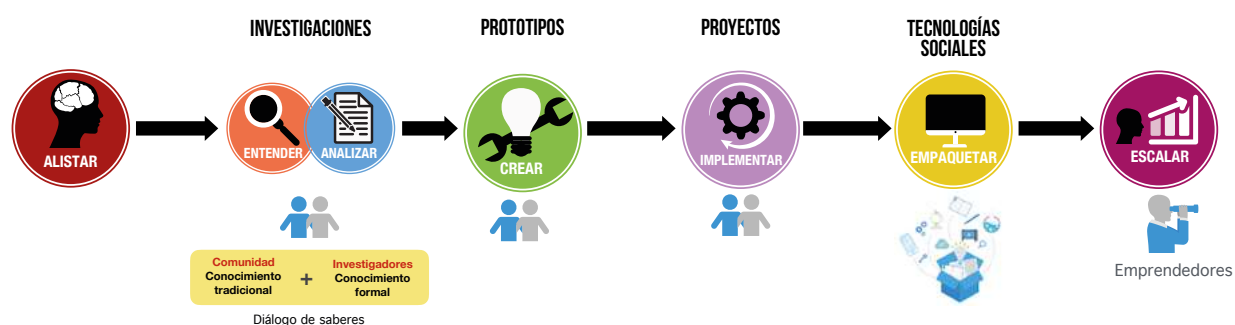 INVESTIGACIONES
PROTOTIPOS
PROYECTOS
TECNOLOGÍAS
SOCIALES
ALISTAR
ENTENDER
ANALIZAR
CREAR
IMPLEMENTAR
EMPAQUETAR
ESCALAR
Comunidad
Conocimiento
tradicional
+
Investigadores
Conocimiento
formal
Diálogo de saberes
Emprendedores